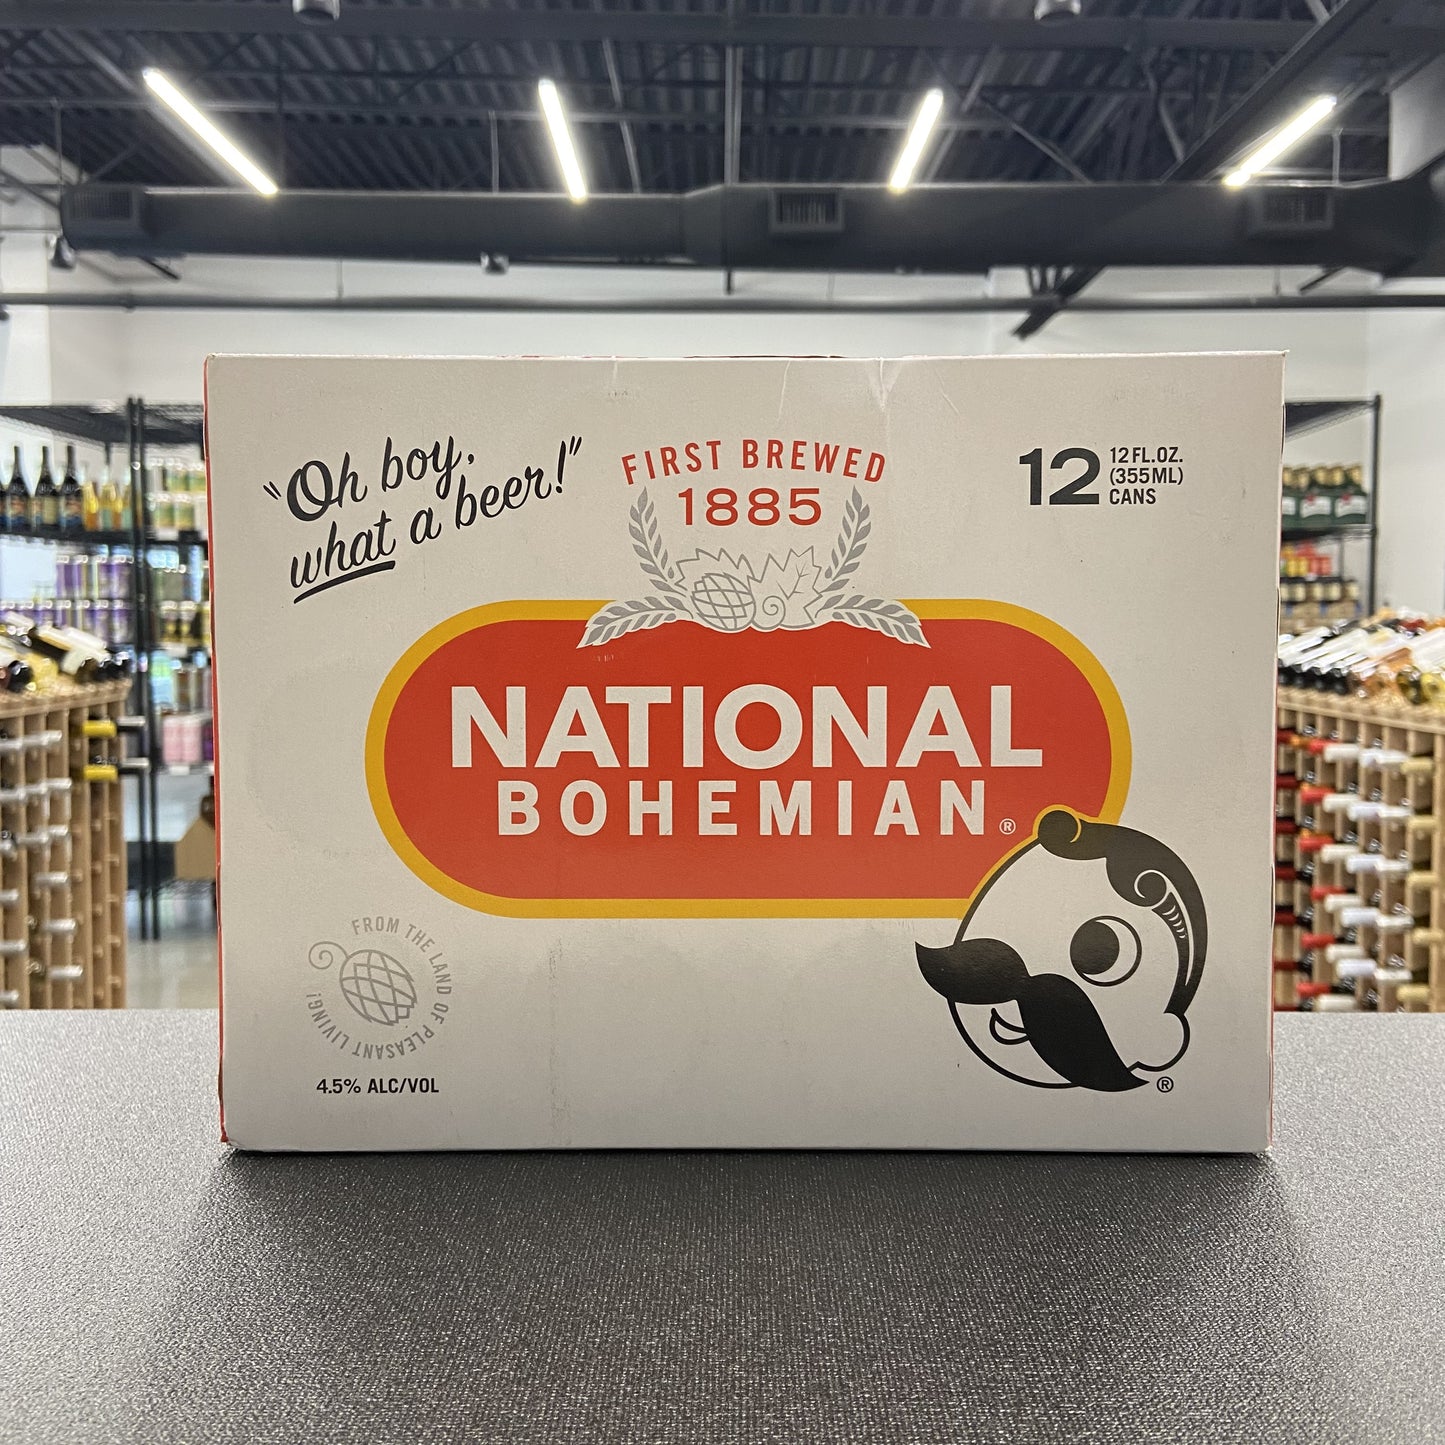 "Oh boy,
what a beer!"
FIRST BREWED
1885
12
12 FL.OZ.
(355ML)
CANS
NATIONAL
BOHEMIAN®
®
FROM THE LAND OF PLEASANT LIVING!
4.5% ALC/VOL